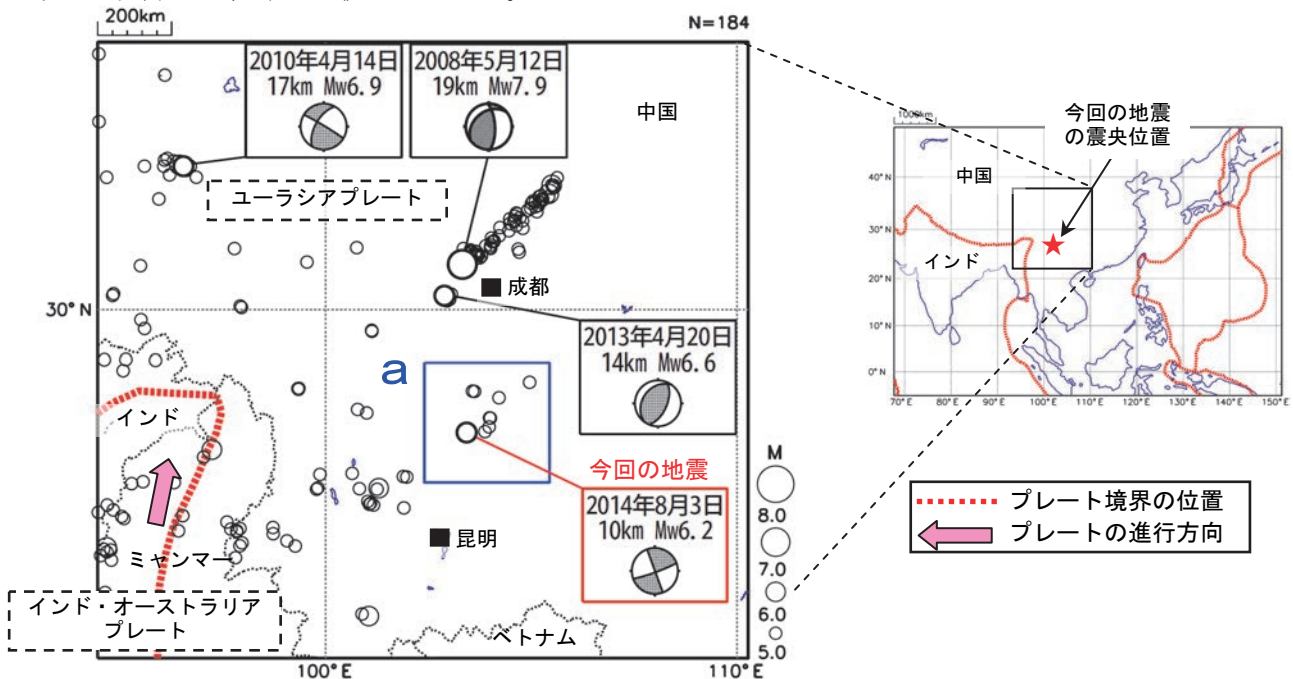 200km
N=184
2010年4月14日
17km Mw6.9
2008年5月12日
19km Mw7.9
中国
ユーラシアプレート
成都
30°N
2013年4月20日
14km Mw6.6
a
インド
今回の地震
2014年8月3日
10km Mw6.2
昆明
ミャンマー
インド・オーストラリア
プレート
ベトナム
100°E
110°E
M
8.0
7.0
6.0
5.0
今回の地震
の震央位置
1000km
中国
インド
40°N
30°N
20°N
10°N
0°N
70°E
80°E
90°E
100°E
110°E
120°E
130°E
140°E
150°E
プレート境界の位置
プレートの進行方向